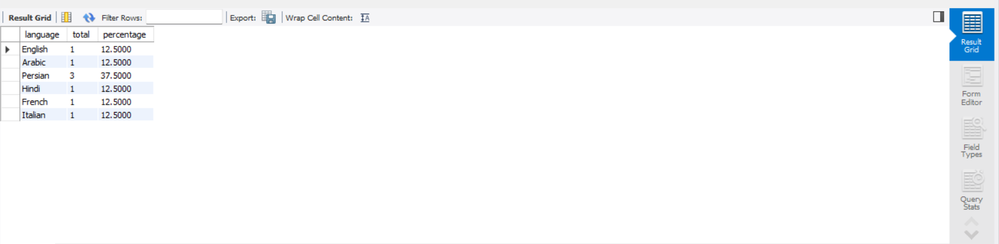 Result Grid Filter Rows: Export: Wrap Cell Content:
language total percentage
English 1 12.5000
Arabic 1 12.5000
Persian 3 37.5000
Hindi 1 12.5000
French 1 12.5000
Italian 1 12.5000
Result
Grid
Form
Editor
Field
Types
Query
Stats